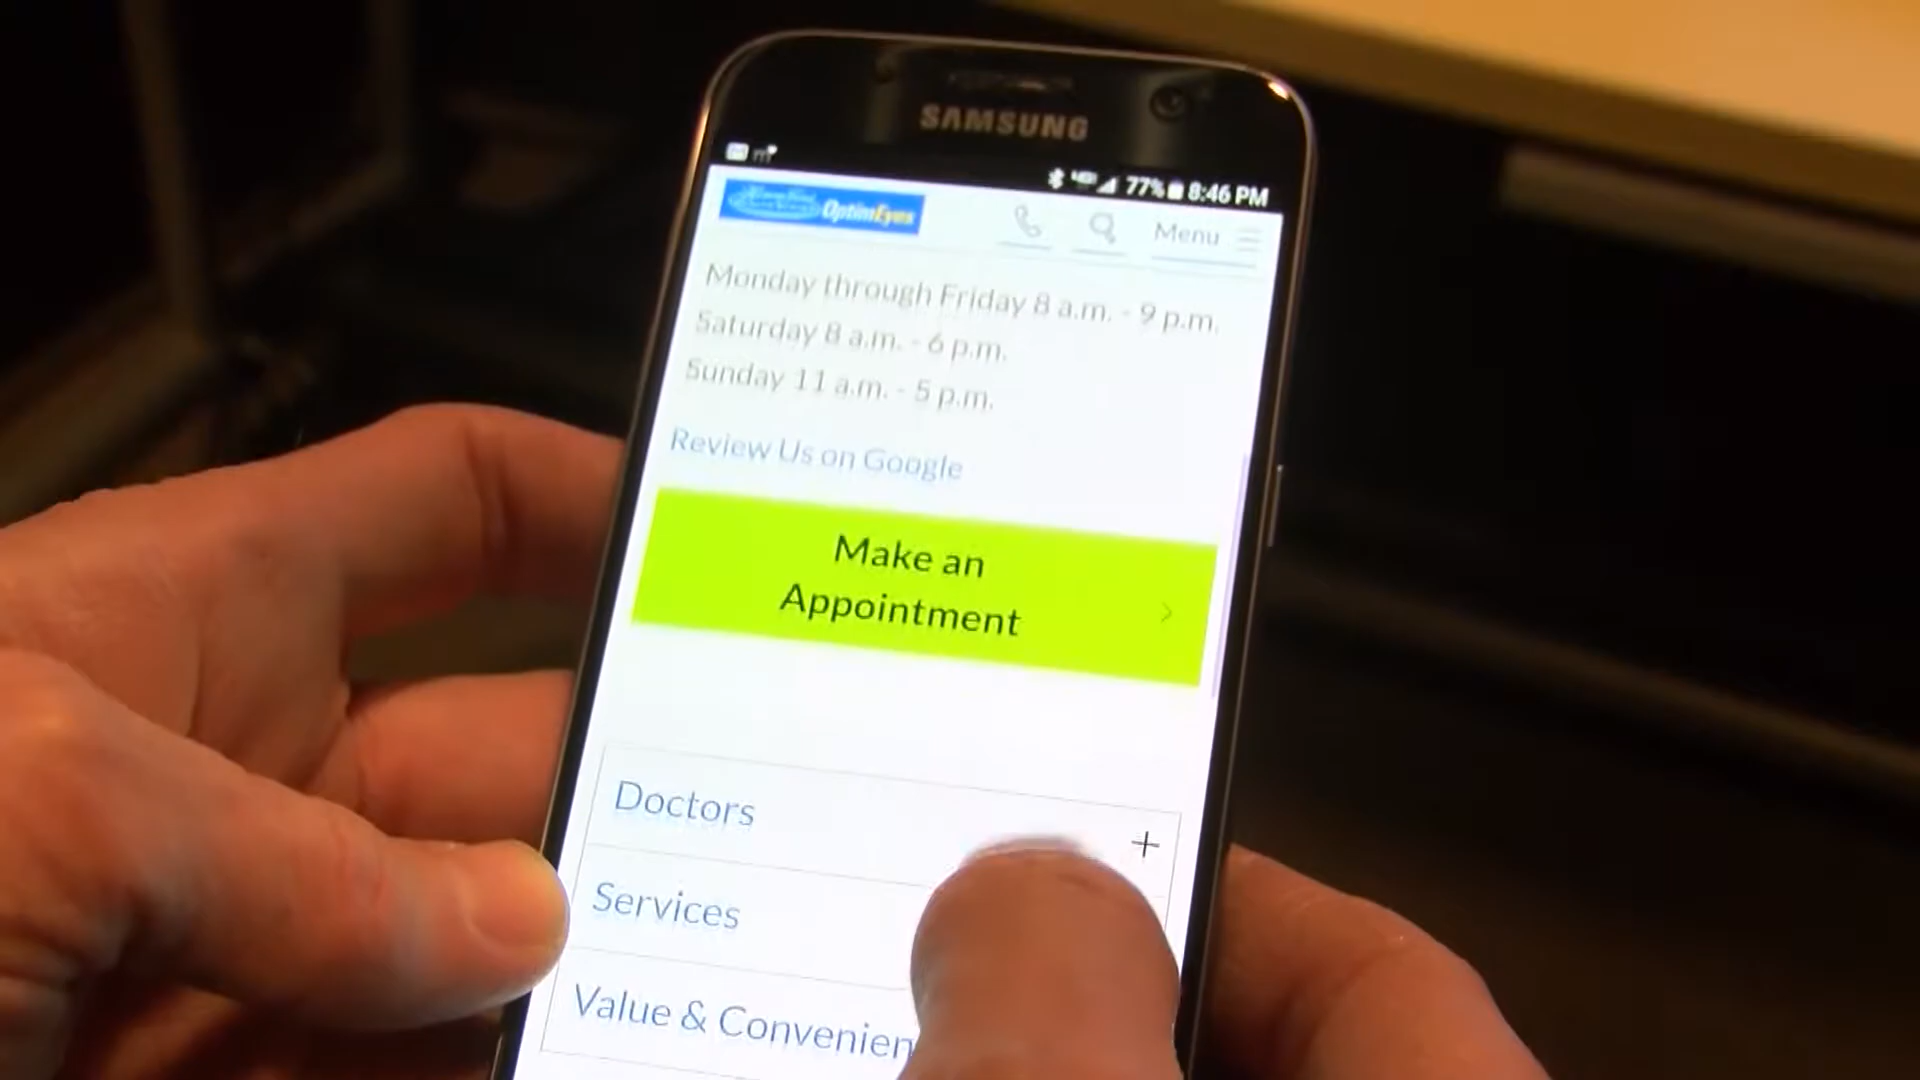 SAMSUNG
77% 8:46 PM
OptimEyes
Menu
Monday through Friday 8 a.m. - 9 p.m.
Saturday 8 a.m. - 6 p.m.
Sunday 11 a.m. - 5 p.m.
Review Us on Google
Make an
Appointment
Doctors +
Services
Value & Convenien